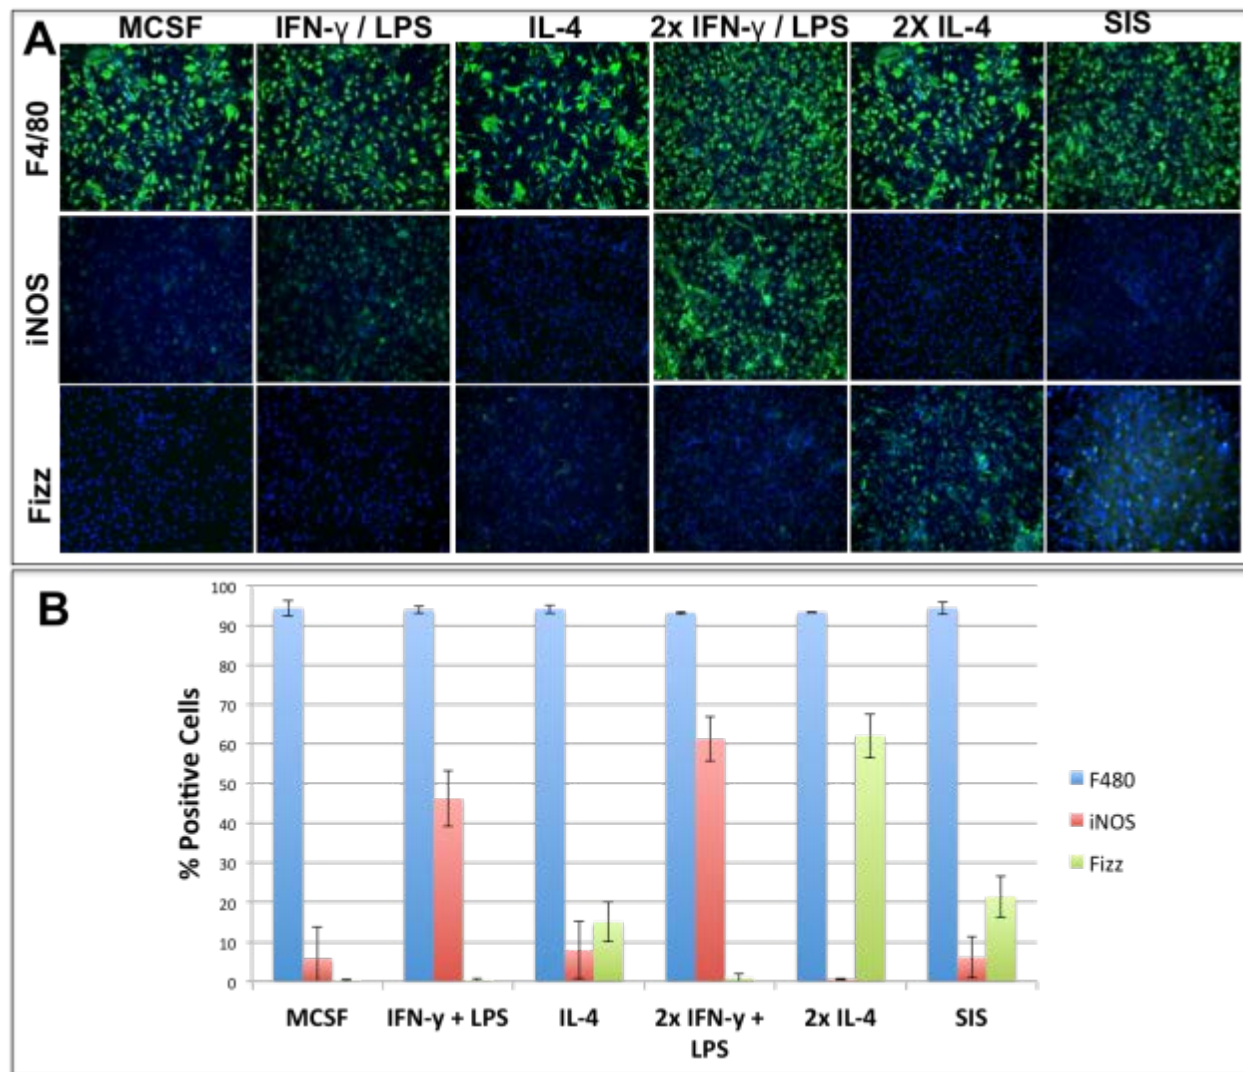 A
MCSF IFN-γ / LPS IL-4 2x IFN-γ / LPS 2X IL-4 SIS
F4/80
iNOS
Fizz
B
100
90
80
70
60
50
40
30
20
10
0
% Positive Cells
MCSF IFN-γ + LPS IL-4 2x IFN-γ + LPS 2x IL-4 SIS
F480
iNOS
Fizz